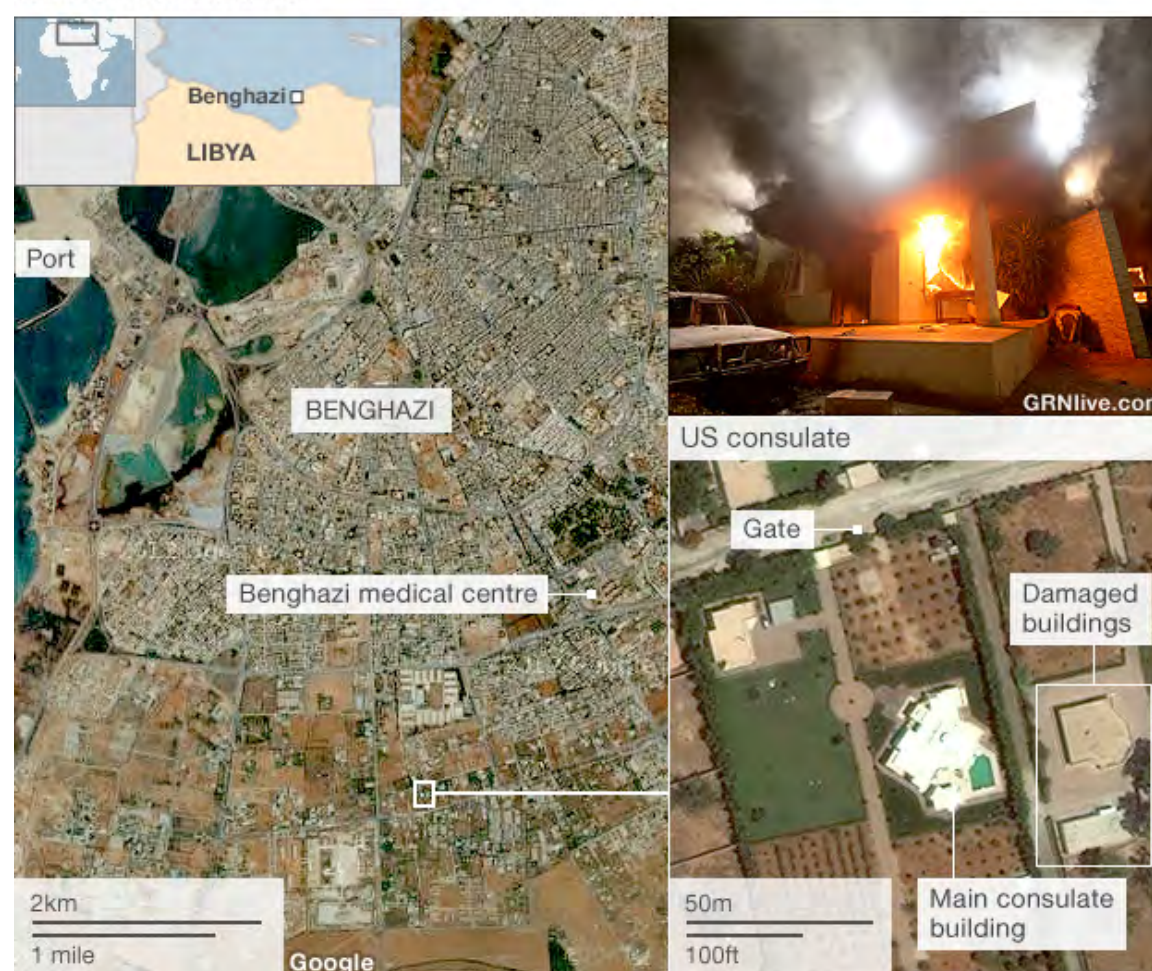 Benghazi
LIBYA
Port
BENGHAZI
Benghazi medical centre
2km
1 mile
Google
GRNlive.com
US consulate
Gate
Damaged
buildings
Main consulate
building
50m
100ft